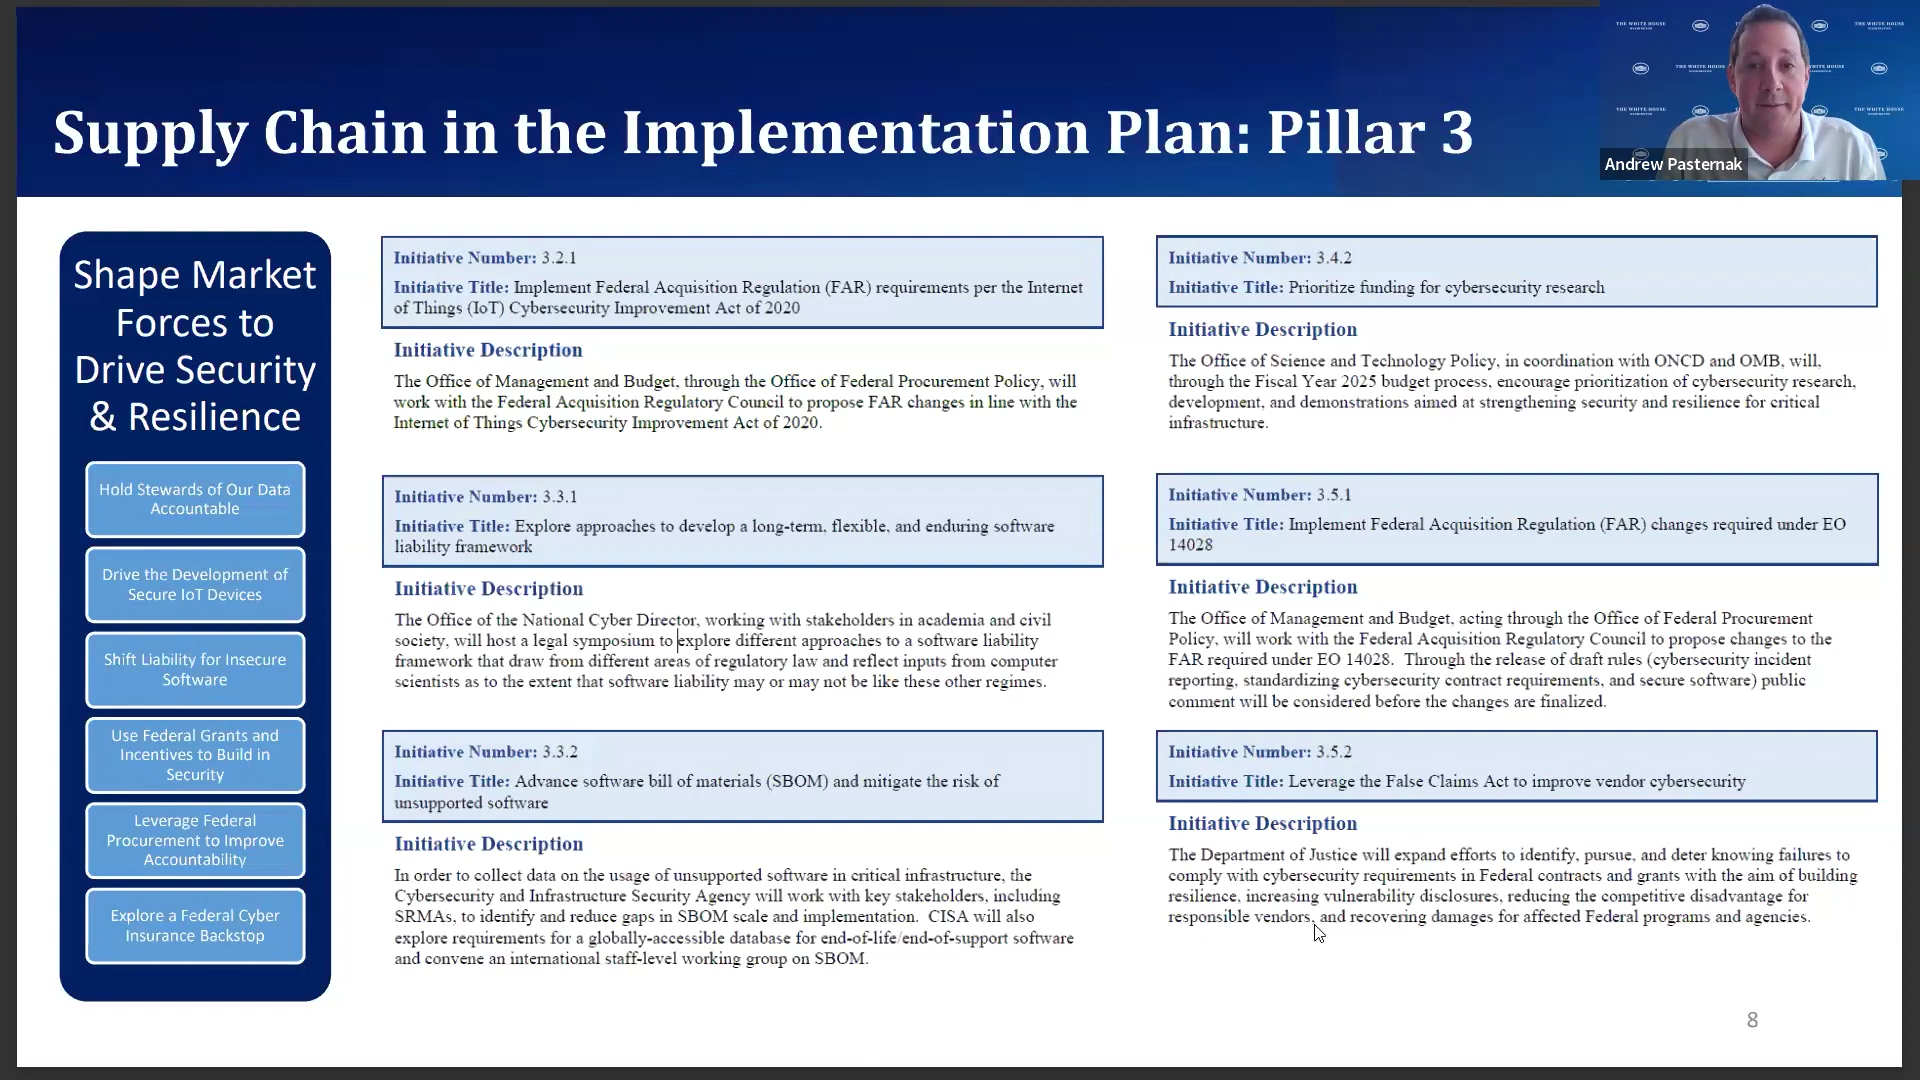 Supply Chain in the Implementation Plan: Pillar 3
THE WHITE HOUSE
WASHINGTON
THE WHITE HOUSE
WASHINGTON
THE WHITE HOUSE
WASHINGTON
THE WHITE HOUSE
THE WHITE HOUSE
WASHINGTON
THE WHITE HOUSE
WASHINGTON
Andrew Pasternak
Shape Market
Forces to
Drive Security
& Resilience
Hold Stewards of Our Data
Accountable
Drive the Development of
Secure IoT Devices
Shift Liability for Insecure
Software
Use Federal Grants and
Incentives to Build in
Security
Leverage Federal
Procurement to Improve
Accountability
Explore a Federal Cyber
Insurance Backstop
Initiative Number: 3.2.1
Initiative Title: Implement Federal Acquisition Regulation (FAR) requirements per the Internet
of Things (IoT) Cybersecurity Improvement Act of 2020
Initiative Description
The Office of Management and Budget, through the Office of Federal Procurement Policy, will
work with the Federal Acquisition Regulatory Council to propose FAR changes in line with the
Internet of Things Cybersecurity Improvement Act of 2020.
Initiative Number: 3.3.1
Initiative Title: Explore approaches to develop a long-term, flexible, and enduring software
liability framework
Initiative Description
The Office of the National Cyber Director, working with stakeholders in academia and civil
society, will host a legal symposium to explore different approaches to a software liability
framework that draw from different areas of regulatory law and reflect inputs from computer
scientists as to the extent that software liability may or may not be like these other regimes.
Initiative Number: 3.3.2
Initiative Title: Advance software bill of materials (SBOM) and mitigate the risk of
unsupported software
Initiative Description
In order to collect data on the usage of unsupported software in critical infrastructure, the
Cybersecurity and Infrastructure Security Agency will work with key stakeholders, including
SRMAs, to identify and reduce gaps in SBOM scale and implementation.  CISA will also
explore requirements for a globally-accessible database for end-of-life/end-of-support software
and convene an international staff-level working group on SBOM.
Initiative Number: 3.4.2
Initiative Title: Prioritize funding for cybersecurity research
Initiative Description
The Office of Science and Technology Policy, in coordination with ONCD and OMB, will,
through the Fiscal Year 2025 budget process, encourage prioritization of cybersecurity research,
development, and demonstrations aimed at strengthening security and resilience for critical
infrastructure.
Initiative Number: 3.5.1
Initiative Title: Implement Federal Acquisition Regulation (FAR) changes required under EO
14028
Initiative Description
The Office of Management and Budget, acting through the Office of Federal Procurement
Policy, will work with the Federal Acquisition Regulatory Council to propose changes to the
FAR required under EO 14028.  Through the release of draft rules (cybersecurity incident
reporting, standardizing cybersecurity contract requirements, and secure software) public
comment will be considered before the changes are finalized.
Initiative Number: 3.5.2
Initiative Title: Leverage the False Claims Act to improve vendor cybersecurity
Initiative Description
The Department of Justice will expand efforts to identify, pursue, and deter knowing failures to
comply with cybersecurity requirements in Federal contracts and grants with the aim of building
resilience, increasing vulnerability disclosures, reducing the competitive disadvantage for
responsible vendors, and recovering damages for affected Federal programs and agencies.
8